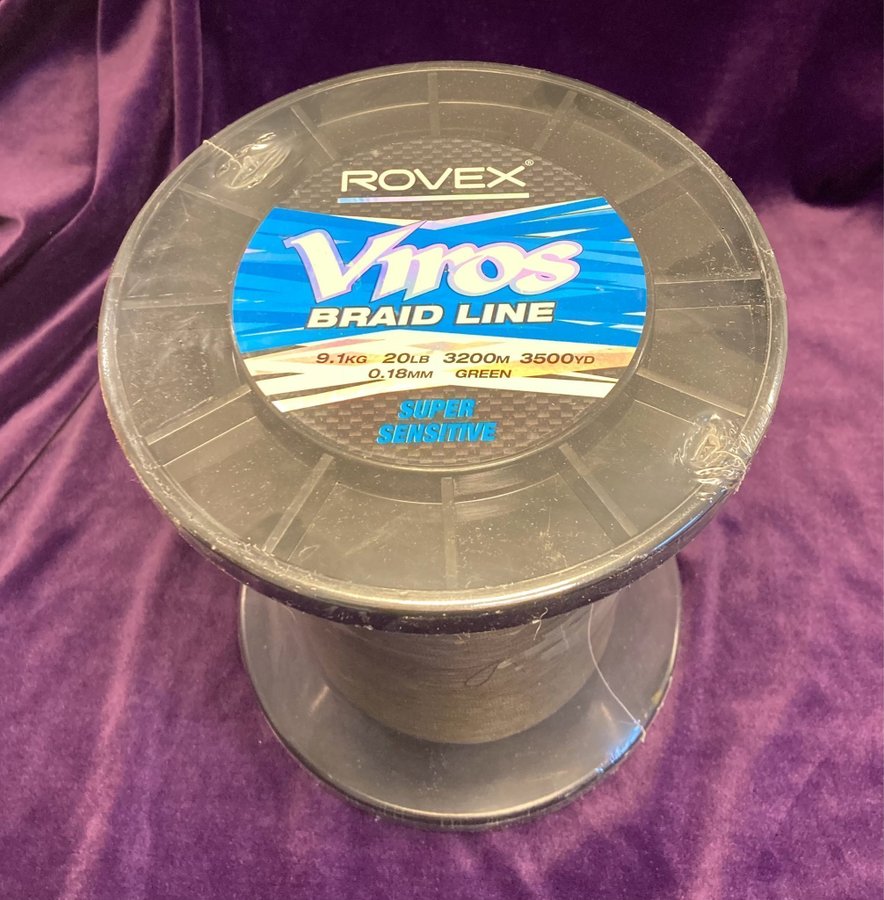 ROVEX®
Viros
BRAID LINE
9.1KG 20LB 3200M 3500YD
0.18MM GREEN
SUPER
SENSITIVE